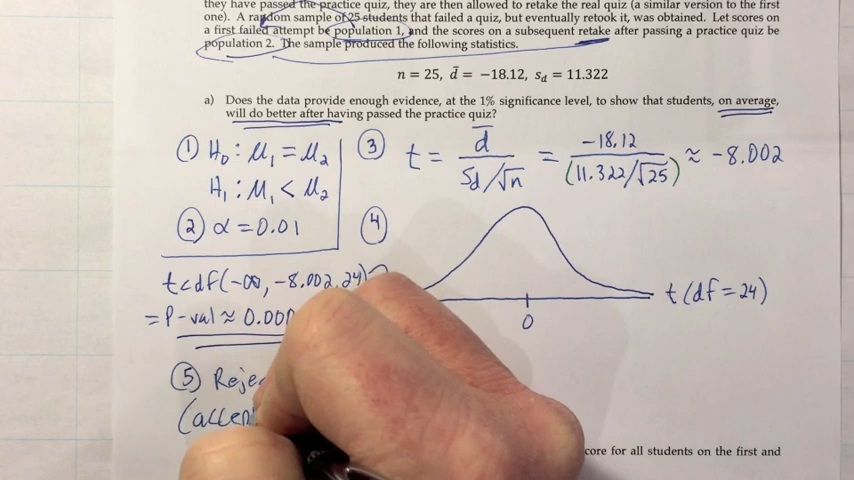 they have passed the practice quiz, they are then allowed to retake the real quiz (a similar version to the first
one). A random sample of 25 students that failed a quiz, but eventually retook it, was obtained. Let scores on
a first failed attempt be population 1, and the scores on a subsequent retake after passing a practice quiz be
population 2. The sample produced the following statistics.
n = 25, d̄ = −18.12, s_d = 11.322
a) Does the data provide enough evidence, at the 1% significance level, to show that students, on average,
will do better after having passed the practice quiz?
① H₀ : μ₁ = μ₂
H₁ : μ₁ < μ₂
② α = 0.01
③ t = d̄ / (S_d/√n) = −18.12 / (11.322/√25) ≈ −8.002
④
t (df = 24)
0
tcdf(−∞, −8.002, 24)
= P-val ≈ 0.000
⑤ Rejec
(accep
core for all students on the first and